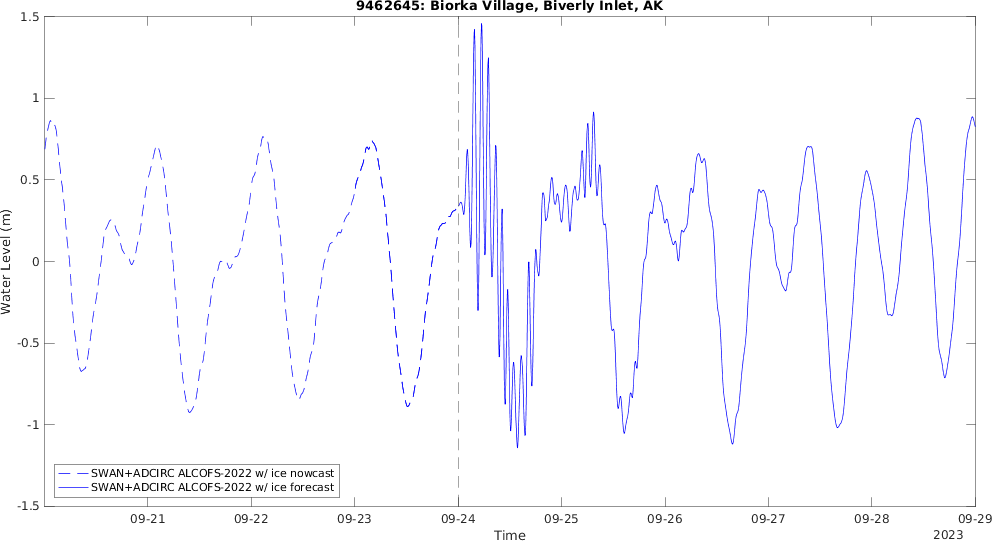 9462645: Biorka Village, Biverly Inlet, AK
1.5
1
0.5
0
-0.5
-1
-1.5
Water Level (m)
SWAN+ADCIRC ALCOFS-2022 w/ ice nowcast
SWAN+ADCIRC ALCOFS-2022 w/ ice forecast
09-21 09-22 09-23 09-24 09-25 09-26 09-27 09-28 09-29
Time
2023